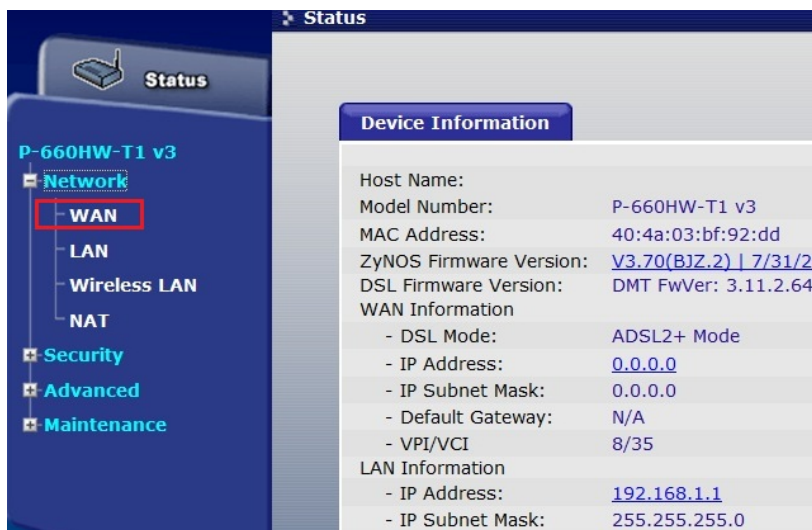 Status
Status
P-660HW-T1 v3
Network
WAN
LAN
Wireless LAN
NAT
Security
Advanced
Maintenance
Device Information
Host Name:
Model Number: P-660HW-T1 v3
MAC Address: 40:4a:03:bf:92:dd
ZyNOS Firmware Version: V3.70(BJZ.2) | 7/31/2
DSL Firmware Version: DMT FwVer: 3.11.2.64
WAN Information
- DSL Mode: ADSL2+ Mode
- IP Address: 0.0.0.0
- IP Subnet Mask: 0.0.0.0
- Default Gateway: N/A
- VPI/VCI 8/35
LAN Information
- IP Address: 192.168.1.1
- IP Subnet Mask: 255.255.255.0